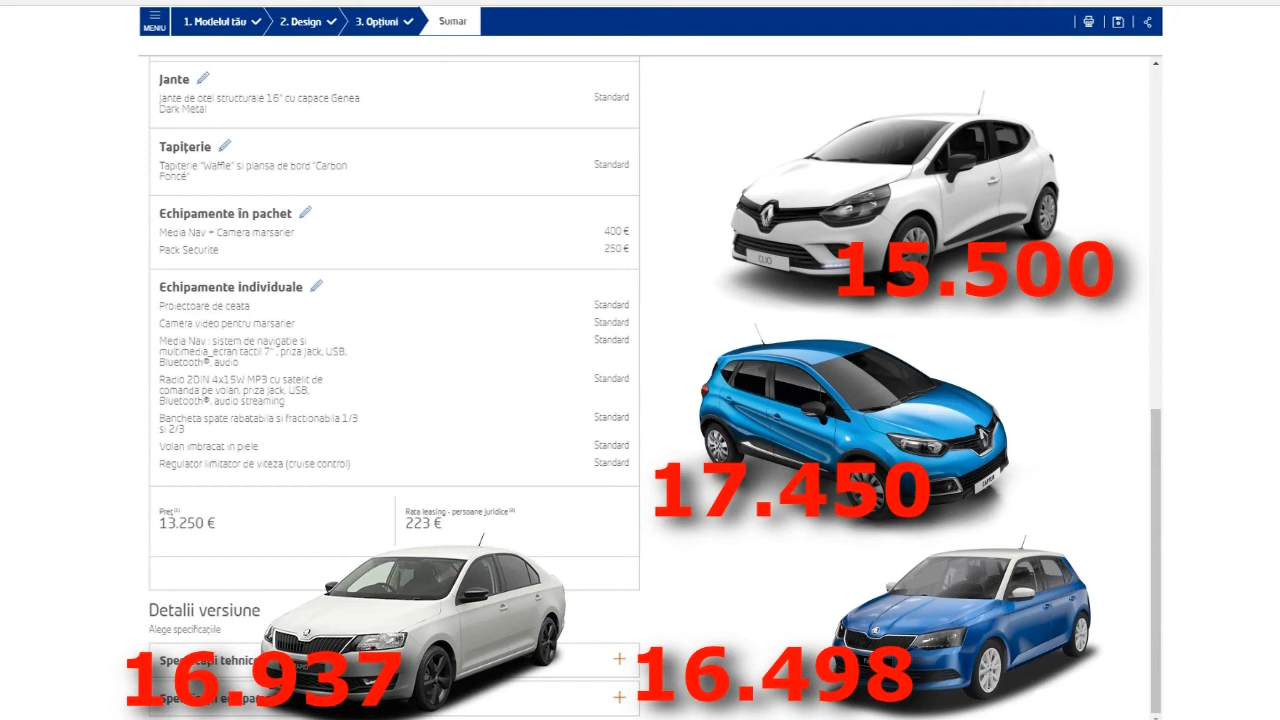 MENIU
1. Modelul tău
2. Design
3. Opțiuni
Sumar
Jante
Jante de otel structurale 16" cu capace Genea
Dark Metal
Standard
Tapițerie
Tapiterie "Waffle" si plansa de bord "Carbon
Foncé"
Standard
Echipamente în pachet
Media Nav + Camera marsarier
400 €
Pack Securite
250 €
Echipamente individuale
Proiectoare de ceata
Standard
Camera video pentru marsarier
Standard
Media Nav : sistem de navigatie si
multimedia_ecran tactil 7" , priza jack, USB,
Bluetooth®, audio
Standard
Radio 2DIN 4x15W MP3 cu satelit de
comanda pe volan, priza jack, USB,
Bluetooth®, audio streaming
Standard
Bancheta spate rabatabila si fractionabila 1/3
si 2/3
Standard
Volan imbracat in piele
Standard
Regulator limitator de viteza (cruise control)
Standard
Preț(1)
13.250 €
Rata leasing - persoane juridice(2)
223 €
Detalii versiune
Alege specificațiile
CLIO
15.500
CAPTUR
17.450
16.937
16.498